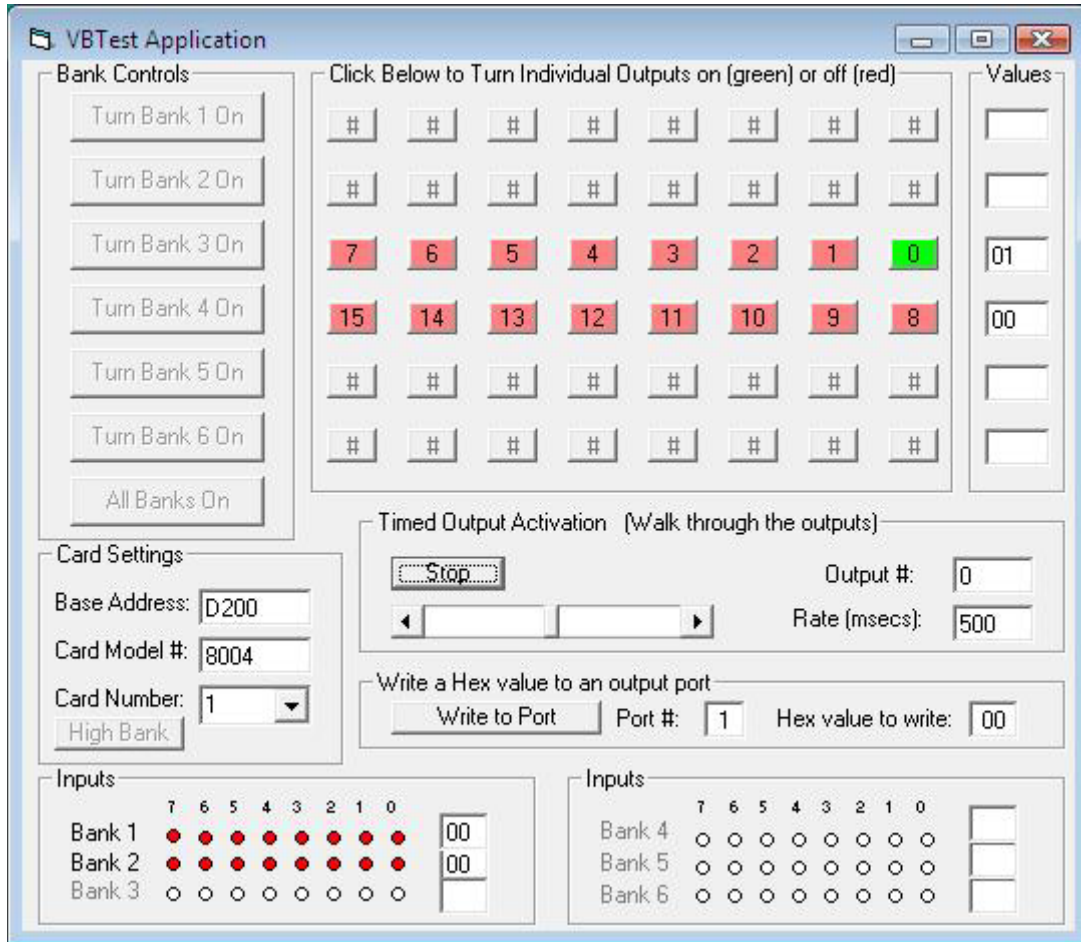 VBTest Application
Bank Controls
Turn Bank 1 On
Turn Bank 2 On
Turn Bank 3 On
Turn Bank 4 On
Turn Bank 5 On
Turn Bank 6 On
All Banks On
Click Below to Turn Individual Outputs on (green) or off (red)
# # # # # # # #
# # # # # # # #
7 6 5 4 3 2 1 0
15 14 13 12 11 10 9 8
# # # # # # # #
# # # # # # # #
Values
01
00
Card Settings
Base Address: D200
Card Model #: 8004
Card Number: 1
High Bank
Timed Output Activation (Walk through the outputs)
Stop
Output #: 0
Rate (msecs): 500
Write a Hex value to an output port
Write to Port Port #: 1 Hex value to write: 00
Inputs
7 6 5 4 3 2 1 0
Bank 1 00
Bank 2 00
Bank 3
Inputs
7 6 5 4 3 2 1 0
Bank 4
Bank 5
Bank 6